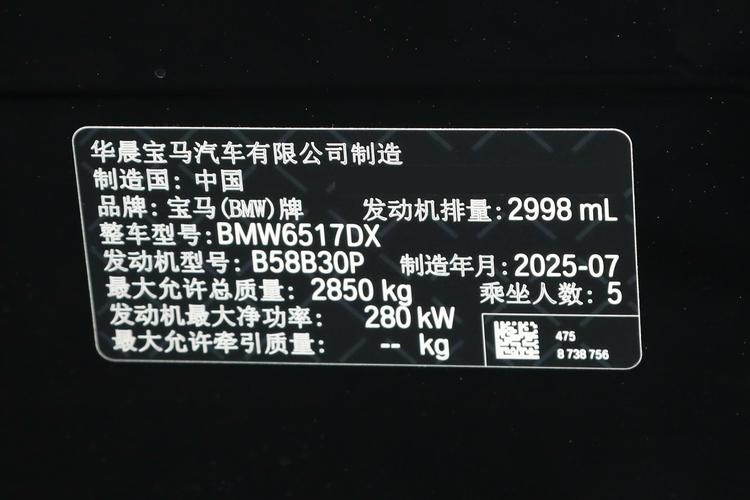 华晨宝马汽车有限公司制造
制造国：中国
品牌：宝马(BMW)牌 发动机排量：2998 mL
整车型号：BMW6517DX
发动机型号：B58B30P 制造年月：2025-07
最大允许总质量：2850 kg 乘坐人数：5
发动机最大净功率：280 kW
最大允许牵引质量：-- kg
475
8 738 756